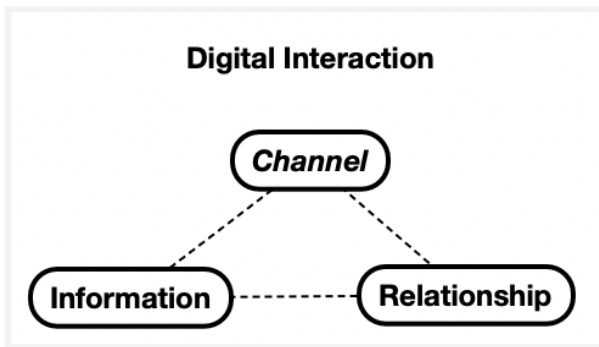 Digital Interaction
Channel
Information
Relationship